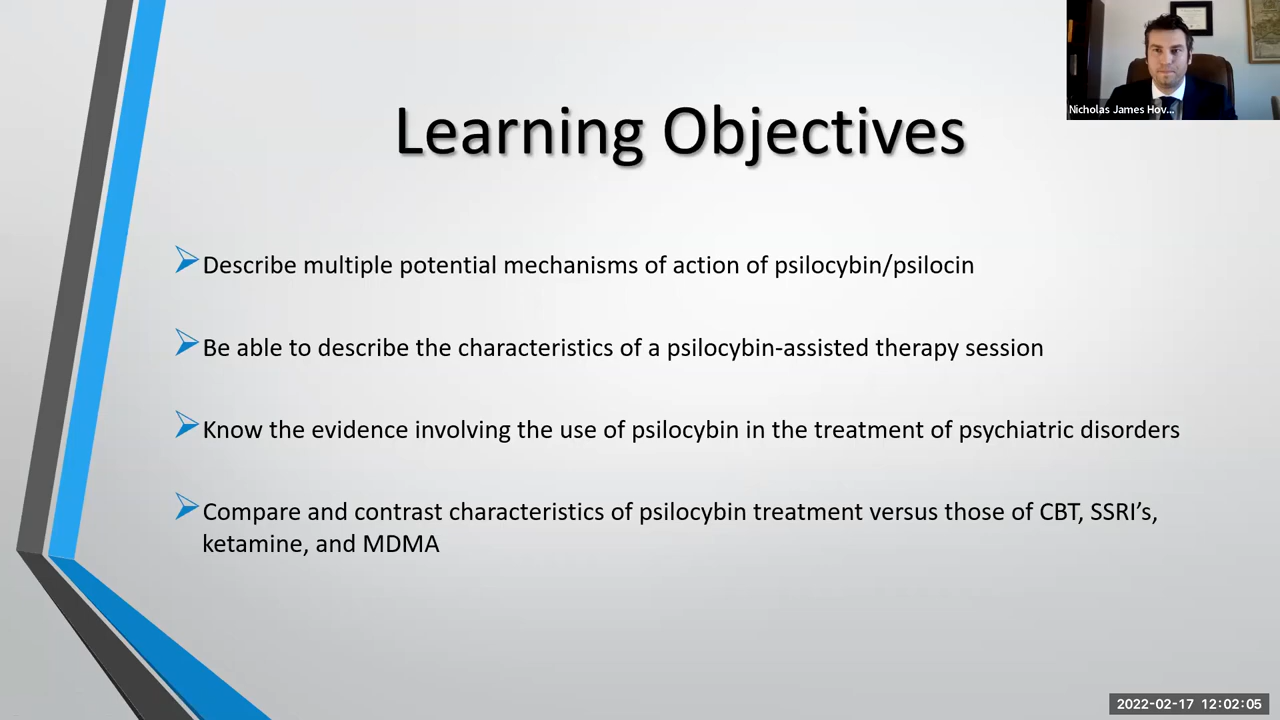 Nicholas James Hov...
Learning Objectives
Describe multiple potential mechanisms of action of psilocybin/psilocin
Be able to describe the characteristics of a psilocybin-assisted therapy session
Know the evidence involving the use of psilocybin in the treatment of psychiatric disorders
Compare and contrast characteristics of psilocybin treatment versus those of CBT, SSRI’s,
ketamine, and MDMA
2022-02-17 12:02:05